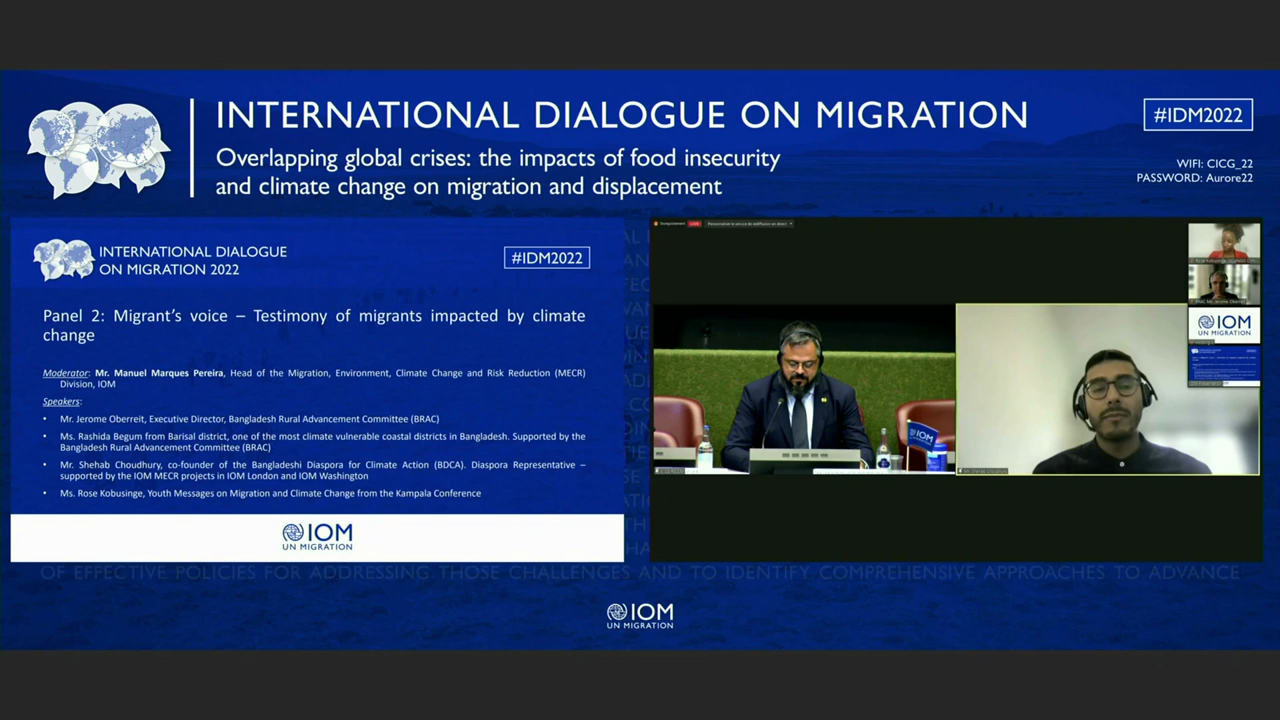 INTERNATIONAL DIALOGUE ON MIGRATION
Overlapping global crises: the impacts of food insecurity
and climate change on migration and displacement
#IDM2022
WIFI: CICG_22
PASSWORD: Aurore22
INTERNATIONAL DIALOGUE
ON MIGRATION 2022
#IDM2022
Panel 2: Migrant's voice – Testimony of migrants impacted by climate
change
Moderator: Mr. Manuel Marques Pereira, Head of the Migration, Environment, Climate Change and Risk Reduction (MECR)
Division, IOM
Speakers:
• Mr. Jerome Oberreit, Executive Director, Bangladesh Rural Advancement Committee (BRAC)
• Ms. Rashida Begum from Barisal district, one of the most climate vulnerable coastal districts in Bangladesh. Supported by the
Bangladesh Rural Advancement Committee (BRAC)
• Mr. Shehab Choudhury, co-founder of the Bangladeshi Diaspora for Climate Action (BDCA). Diaspora Representative –
supported by the IOM MECR projects in IOM London and IOM Washington
• Ms. Rose Kobusinge, Youth Messages on Migration and Climate Change from the Kampala Conference
IOM
UN MIGRATION
LIVE
IOM
UN MIGRATION
IOM
OF EFFECTIVE POLICIES FOR ADDRESSING THOSE CHALLENGES AND TO IDENTIFY COMPREHENSIVE APPROACHES TO ADVANCE
IOM
UN MIGRATION